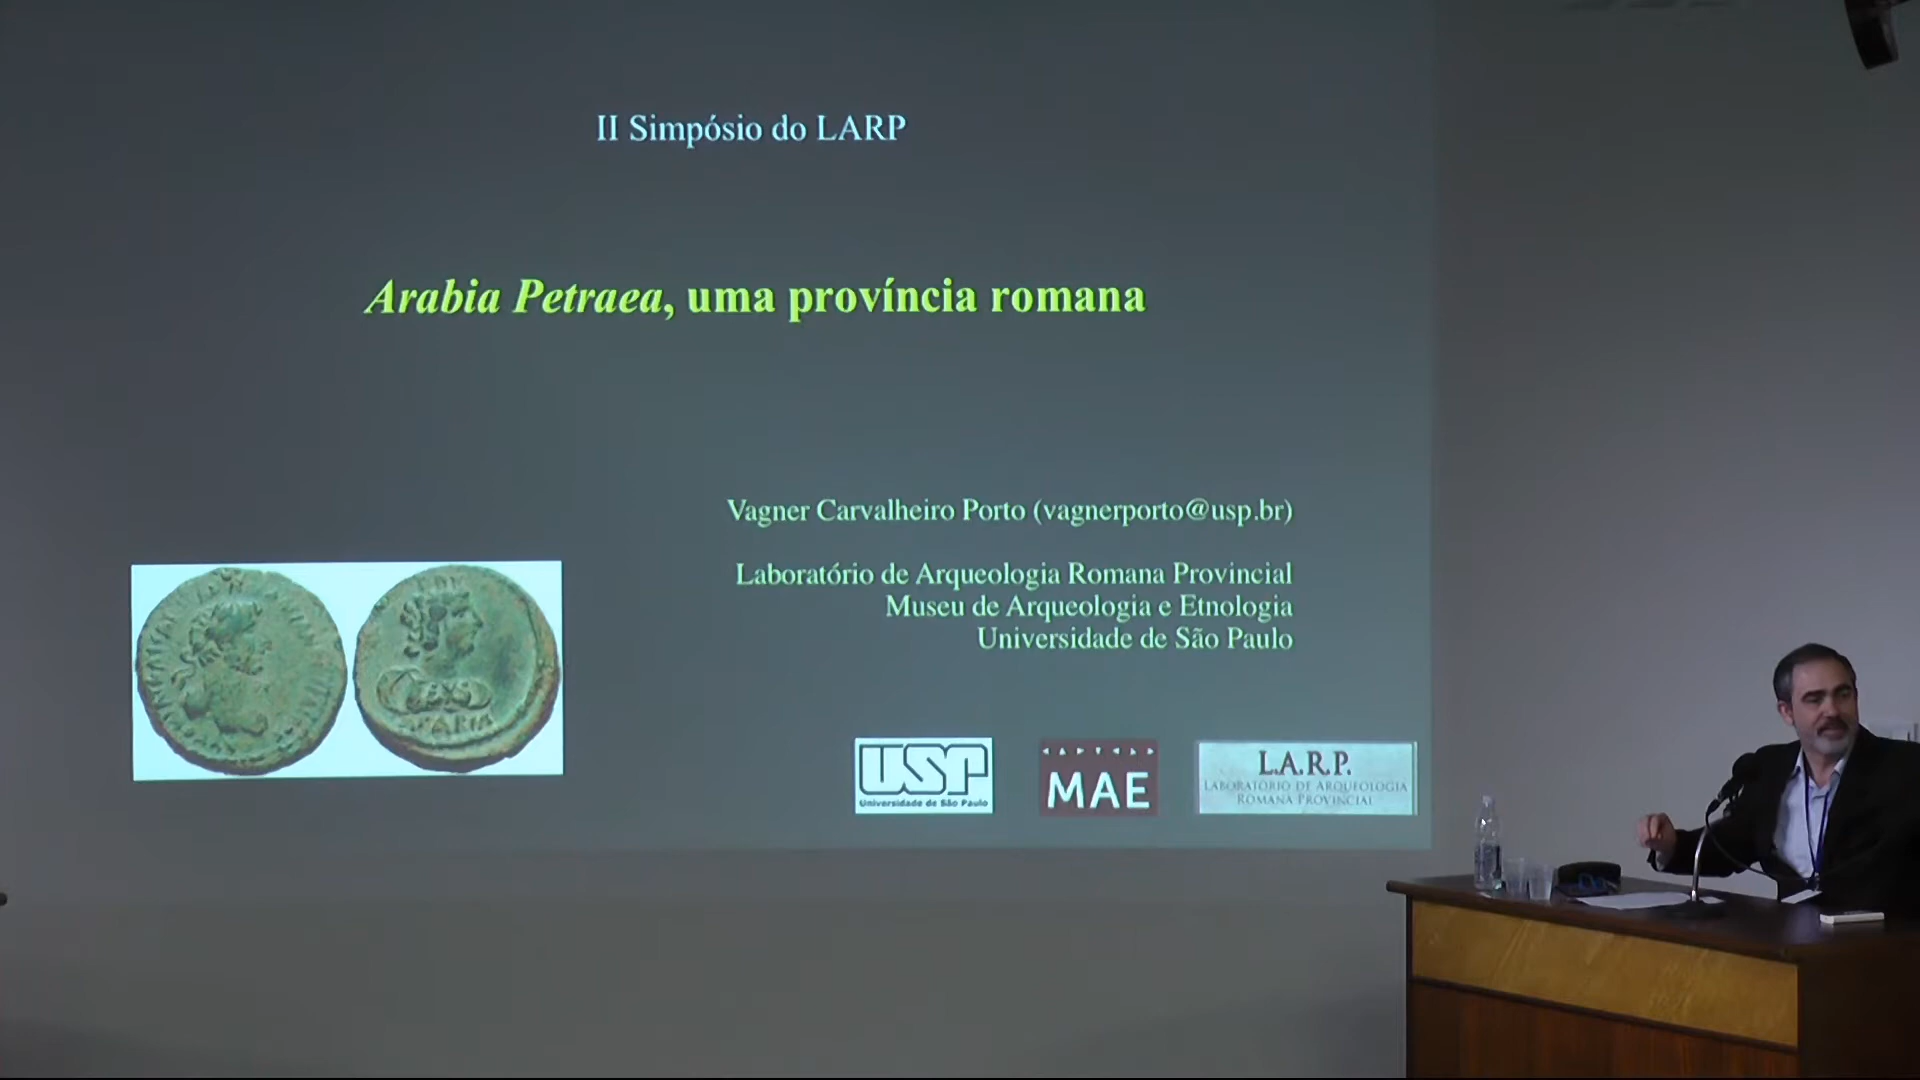 II Simpósio do LARP
Arabia Petraea, uma província romana
Vagner Carvalheiro Porto (vagnerporto@usp.br)
Laboratório de Arqueologia Romana Provincial
Museu de Arqueologia e Etnologia
Universidade de São Paulo
USP
Universidade de São Paulo
MAE
L.A.R.P.
LABORATÓRIO DE ARQUEOLOGIA
ROMANA PROVINCIAL